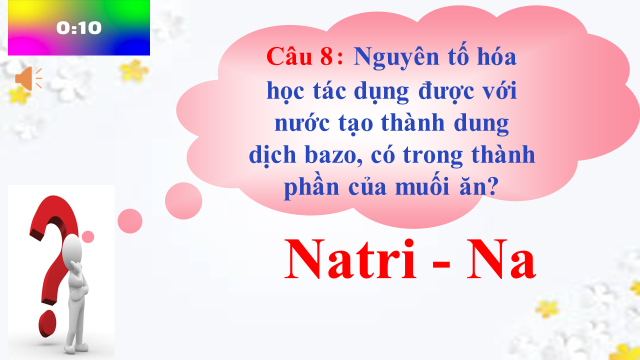 0:10
Câu 8: Nguyên tố hóa
học tác dụng được với
nước tạo thành dung
dịch bazo, có trong thành
phần của muối ăn?
Natri - Na